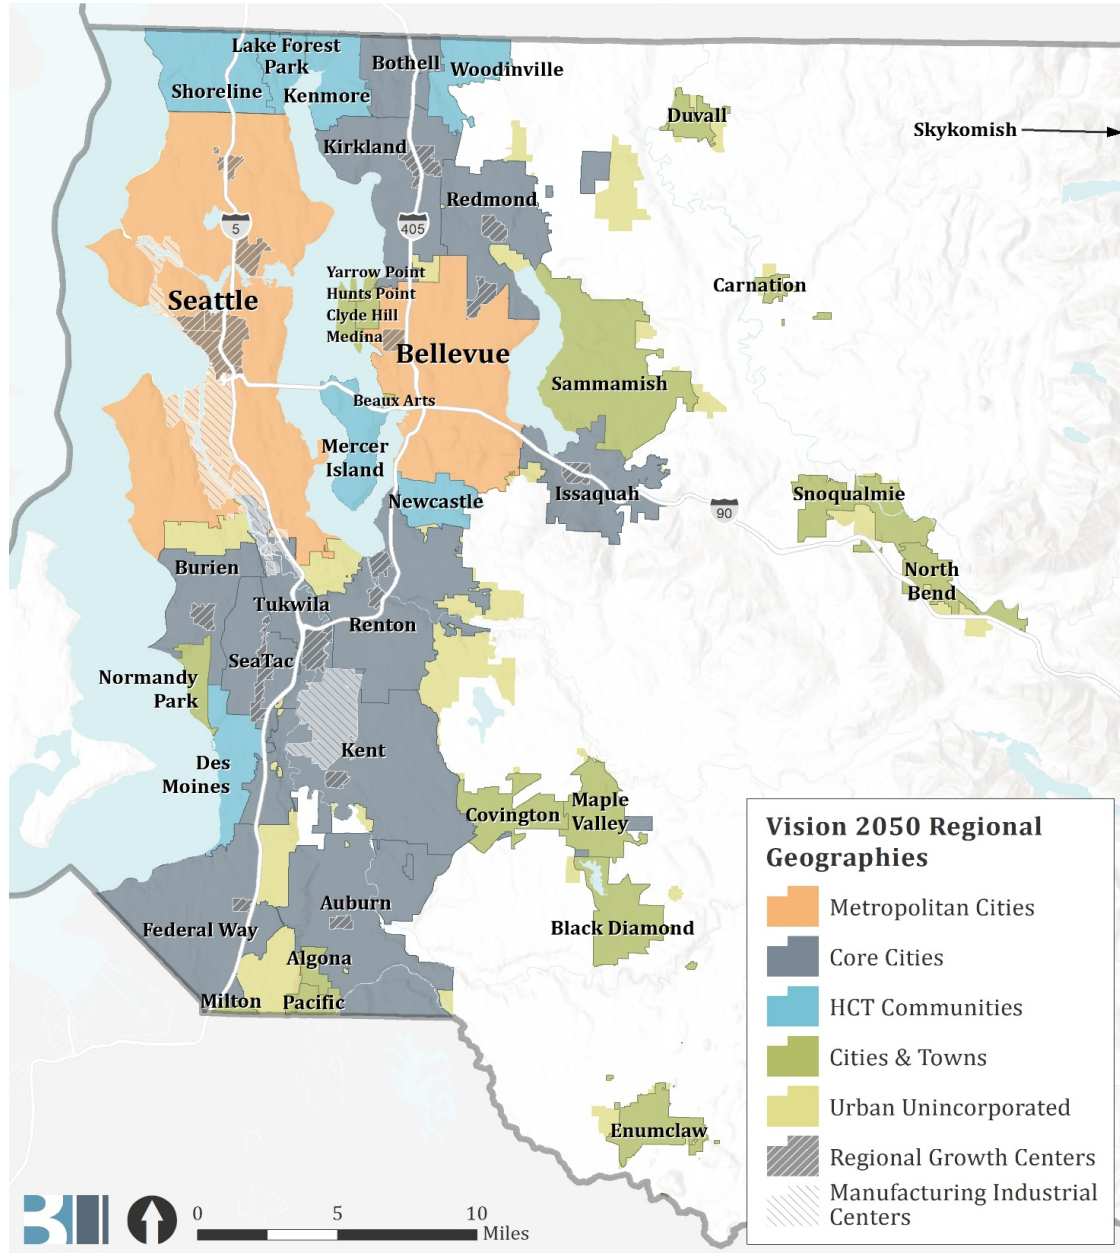 Lake Forest
Park
Bothell
Woodinville
Shoreline
Kenmore
Duvall
Skykomish
Kirkland
Redmond
5
405
Yarrow Point
Hunts Point
Clyde Hill
Medina
Carnation
Seattle
Bellevue
Sammamish
Beaux Arts
Mercer
Island
Newcastle
Issaquah
90
Snoqualmie
North
Bend
Burien
Tukwila
Renton
SeaTac
Normandy
Park
Kent
Des
Moines
Covington
Maple
Valley
Auburn
Federal Way
Black Diamond
Algona
Milton
Pacific
Enumclaw
Vision 2050 Regional
Geographies
Metropolitan Cities
Core Cities
HCT Communities
Cities & Towns
Urban Unincorporated
Regional Growth Centers
Manufacturing Industrial
Centers
0 5 10
Miles